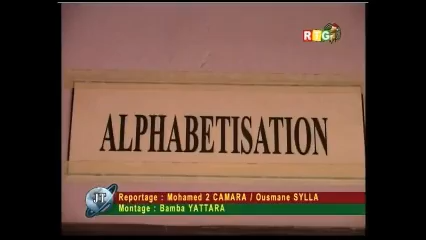 RTG
ALPHABETISATION
JT
Reportage : Mohamed 2 CAMARA / Ousmane SYLLA
Montage : Bamba YATTARA